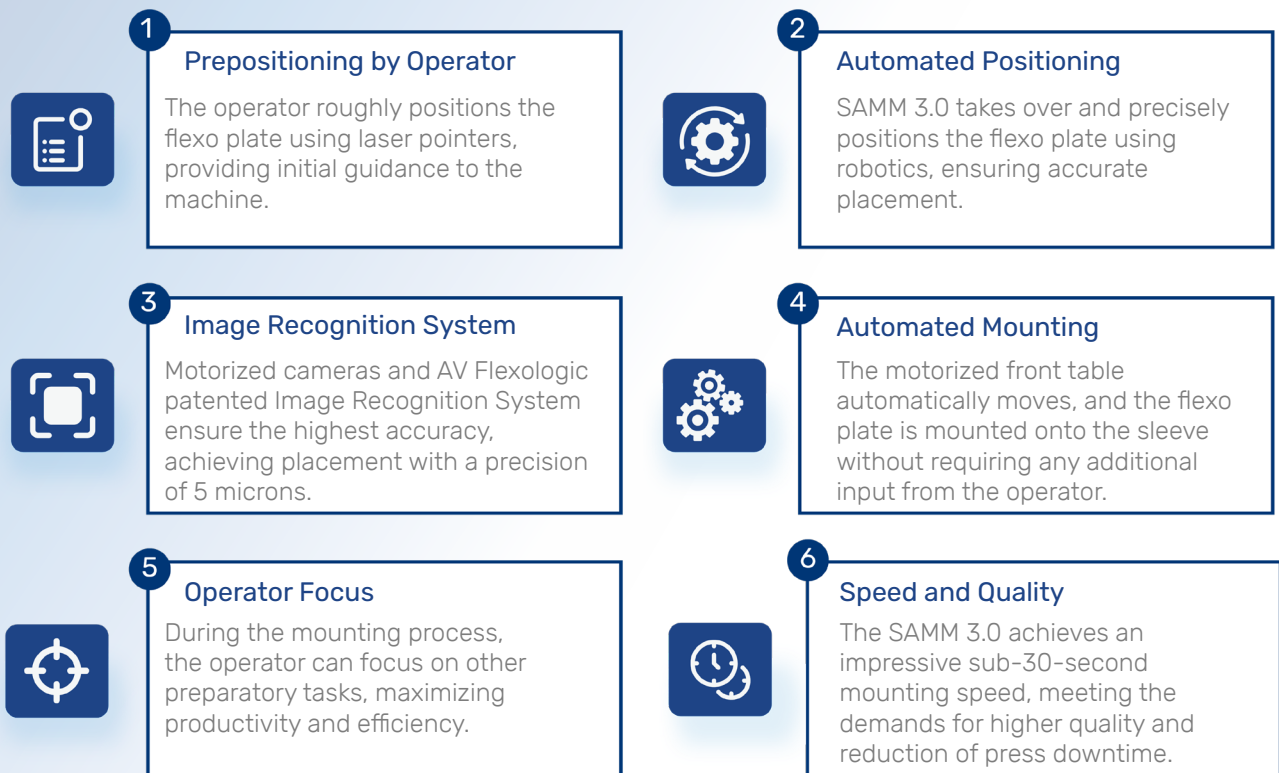 1
Prepositioning by Operator
The operator roughly positions the
flexo plate using laser pointers,
providing initial guidance to the
machine.
2
Automated Positioning
SAMM 3.0 takes over and precisely
positions the flexo plate using
robotics, ensuring accurate
placement.
3
Image Recognition System
Motorized cameras and AV Flexologic
patented Image Recognition System
ensure the highest accuracy,
achieving placement with a precision
of 5 microns.
4
Automated Mounting
The motorized front table
automatically moves, and the flexo
plate is mounted onto the sleeve
without requiring any additional
input from the operator.
5
Operator Focus
During the mounting process,
the operator can focus on other
preparatory tasks, maximizing
productivity and efficiency.
6
Speed and Quality
The SAMM 3.0 achieves an
impressive sub-30-second
mounting speed, meeting the
demands for higher quality and
reduction of press downtime.